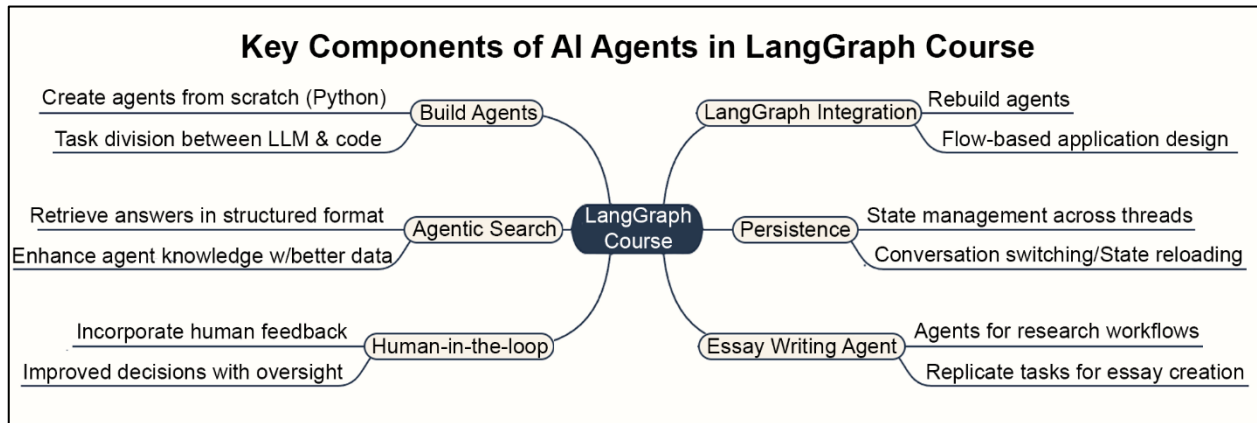 Key Components of AI Agents in LangGraph Course
Create agents from scratch (Python)
Task division between LLM & code
Build Agents
LangGraph Integration
Rebuild agents
Flow-based application design
Retrieve answers in structured format
Enhance agent knowledge w/better data
Agentic Search
LangGraph
Course
Persistence
State management across threads
Conversation switching/State reloading
Incorporate human feedback
Improved decisions with oversight
Human-in-the-loop
Essay Writing Agent
Agents for research workflows
Replicate tasks for essay creation